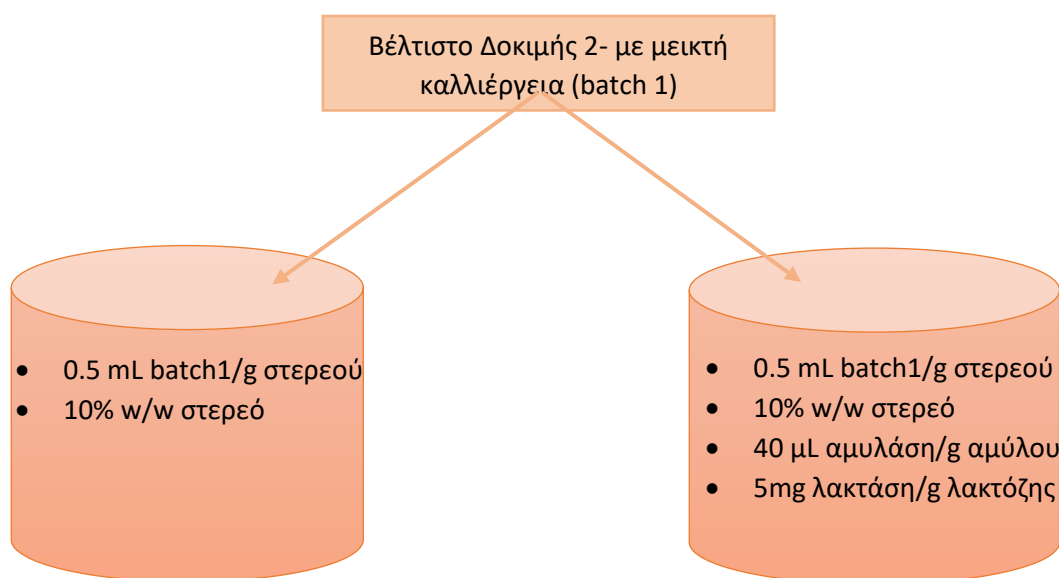 Βέλτιστο Δοκιμής 2- με μεικτή
καλλιέργεια (batch 1)
• 0.5 mL batch1/g στερεού
• 10% w/w στερεό
• 0.5 mL batch1/g στερεού
• 10% w/w στερεό
• 40 μL αμυλάση/g αμύλου
• 5mg λακτάση/g λακτόζης